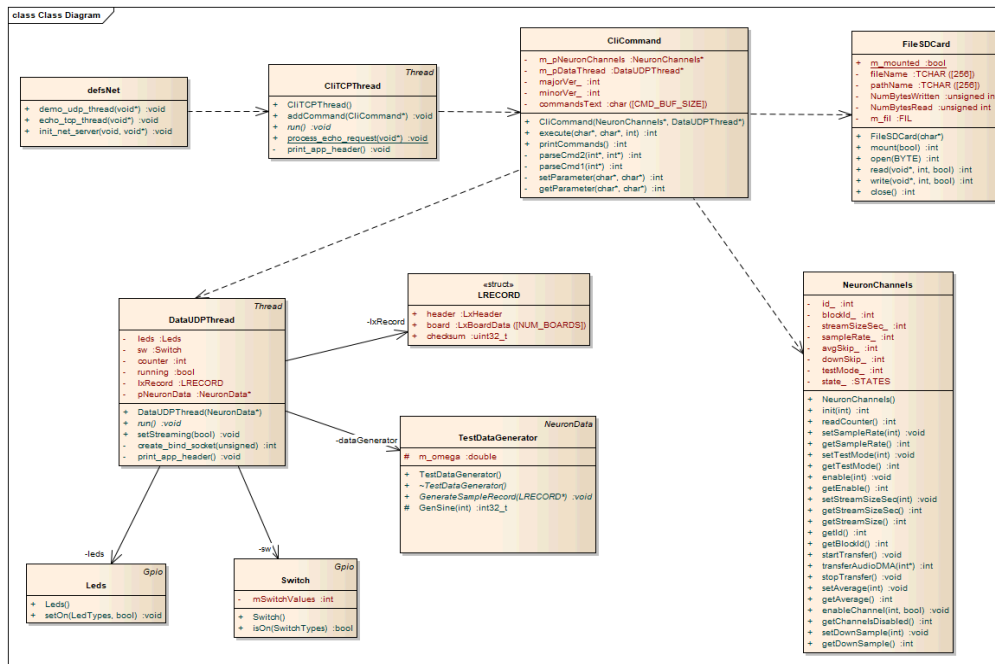 class Class Diagram
defsNet
+ demo_udp_thread(void*) :void
+ echo_tcp_thread(void*) :void
+ init_net_server(void, void*) :void
Thread
CliTCPThread
+ CliTCPThread()
+ addCommand(CliCommand*) :void
+ run() :void
+ process_echo_request(void*) :void
- print_app_header() :void
CliCommand
- m_pNeuronChannels :NeuronChannels*
- m_pDataThread :DataUDPThread*
- majorVer_ :int
- minorVer_ :int
- commandsText :char ([CMD_BUF_SIZE])
+ CliCommand(NeuronChannels*, DataUDPThread*)
+ execute(char*, char*, int) :int
+ printCommands() :int
- parseCmd2(int*, int*) :int
- parseCmd1(int*) :int
- setParameter(char*, char*) :int
- getParameter(char*, char*) :int
FileSDCard
+ m_mounted :bool
- fileName :TCHAR ([256])
- pathName :TCHAR ([256])
- NumBytesWritten :unsigned int
- NumBytesRead :unsigned int
- m_fil :FIL
+ FileSDCard(char*)
+ mount(bool) :int
+ open(BYTE) :int
+ read(void*, int, bool) :int
+ write(void*, int, bool) :int
+ close() :int
Thread
DataUDPThread
- leds :Leds
- sw :Switch
- counter :int
- running :bool
- lxRecord :LRECORD
- pNeuronData :NeuronData*
+ DataUDPThread(NeuronData*)
+ run() :void
+ setStreaming(bool) :void
- create_bind_socket(unsigned) :int
- print_app_header() :void
-lxRecord
«struct»
LRECORD
+ header :LxHeader
+ board :LxBoardData ([NUM_BOARDS])
+ checksum :uint32_t
-dataGenerator
NeuronData
TestDataGenerator
# m_omega :double
+ TestDataGenerator()
+ ~TestDataGenerator()
+ GenerateSampleRecord(LRECORD*) :void
# GenSine(int) :int32_t
NeuronChannels
- id_ :int
- blockId_ :int
- streamSizeSec_ :int
- sampleRate_ :int
- avgSkip_ :int
- downSkip_ :int
- testMode_ :int
- state_ :STATES
+ NeuronChannels()
+ init(int) :int
+ readCounter() :int
+ setSampleRate(int) :void
+ getSampleRate() :int
+ setTestMode(int) :void
+ getTestMode() :int
+ enable(int) :void
+ getEnable() :int
+ setStreamSizeSec(int) :void
+ getStreamSizeSec() :int
+ getStreamSize() :int
+ getId() :int
+ getBlockId() :int
+ startTransfer() :void
+ transferAudioDMA(int*) :int
+ stopTransfer() :void
+ setAverage(int) :void
+ getAverage() :int
+ enableChannel(int, bool) :void
+ getChannelsDisabled() :int
+ setDownSample(int) :void
+ getDownSample() :int
-leds
Gpio
Leds
+ Leds()
+ setOn(LedTypes, bool) :void
-sw
Gpio
Switch
- mSwitchValues :int
+ Switch()
+ isOn(SwitchTypes) :bool